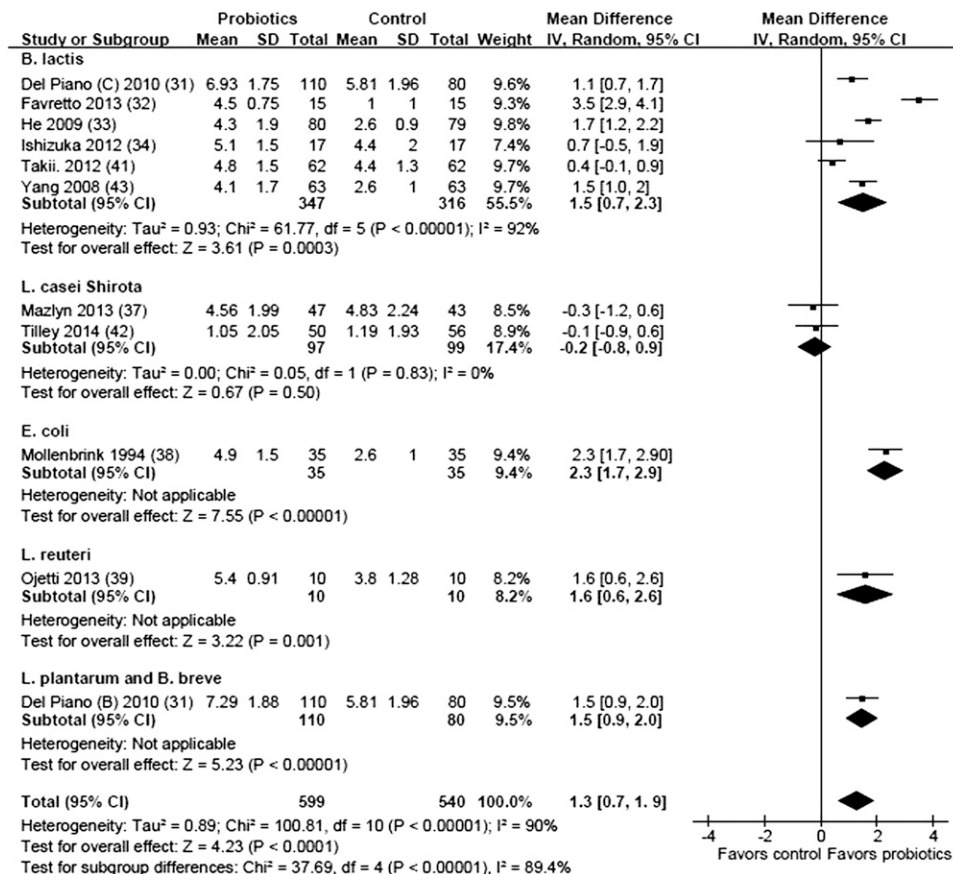 Probiotics Control Mean Difference Mean Difference
Study or Subgroup Mean SD Total Mean SD Total Weight IV, Random, 95% CI IV, Random, 95% CI
B. lactis
Del Piano (C) 2010 (31) 6.93 1.75 110 5.81 1.96 80 9.6% 1.1 [0.7, 1.7]
Favretto 2013 (32) 4.5 0.75 15 1 1 15 9.3% 3.5 [2.9, 4.1]
He 2009 (33) 4.3 1.9 80 2.6 0.9 79 9.8% 1.7 [1.2, 2.2]
Ishizuka 2012 (34) 5.1 1.5 17 4.4 2 17 7.4% 0.7 [-0.5, 1.9]
Takii. 2012 (41) 4.8 1.5 62 4.4 1.3 62 9.7% 0.4 [-0.1, 0.9]
Yang 2008 (43) 4.1 1.7 63 2.6 1 63 9.7% 1.5 [1.0, 2]
Subtotal (95% CI) 347 316 55.5% 1.5 [0.7, 2.3]
Heterogeneity: Tau² = 0.93; Chi² = 61.77, df = 5 (P < 0.00001); I² = 92%
Test for overall effect: Z = 3.61 (P = 0.0003)
L. casei Shirota
Mazlyn 2013 (37) 4.56 1.99 47 4.83 2.24 43 8.5% -0.3 [-1.2, 0.6]
Tilley 2014 (42) 1.05 2.05 50 1.19 1.93 56 8.9% -0.1 [-0.9, 0.6]
Subtotal (95% CI) 97 99 17.4% -0.2 [-0.8, 0.9]
Heterogeneity: Tau² = 0.00; Chi² = 0.05, df = 1 (P = 0.83); I² = 0%
Test for overall effect: Z = 0.67 (P = 0.50)
E. coli
Mollenbrink 1994 (38) 4.9 1.5 35 2.6 1 35 9.4% 2.3 [1.7, 2.90]
Subtotal (95% CI) 35 35 9.4% 2.3 [1.7, 2.9]
Heterogeneity: Not applicable
Test for overall effect: Z = 7.55 (P < 0.00001)
L. reuteri
Ojetti 2013 (39) 5.4 0.91 10 3.8 1.28 10 8.2% 1.6 [0.6, 2.6]
Subtotal (95% CI) 10 10 8.2% 1.6 [0.6, 2.6]
Heterogeneity: Not applicable
Test for overall effect: Z = 3.22 (P = 0.001)
L. plantarum and B. breve
Del Piano (B) 2010 (31) 7.29 1.88 110 5.81 1.96 80 9.5% 1.5 [0.9, 2.0]
Subtotal (95% CI) 110 80 9.5% 1.5 [0.9, 2.0]
Heterogeneity: Not applicable
Test for overall effect: Z = 5.23 (P < 0.00001)
Total (95% CI) 599 540 100.0% 1.3 [0.7, 1. 9]
Heterogeneity: Tau² = 0.89; Chi² = 100.81, df = 10 (P < 0.00001); I² = 90%
Test for overall effect: Z = 4.23 (P < 0.0001)
Test for subgroup differences: Chi² = 37.69, df = 4 (P < 0.00001), I² = 89.4%
-4 -2 0 2 4
Favors control Favors probiotics